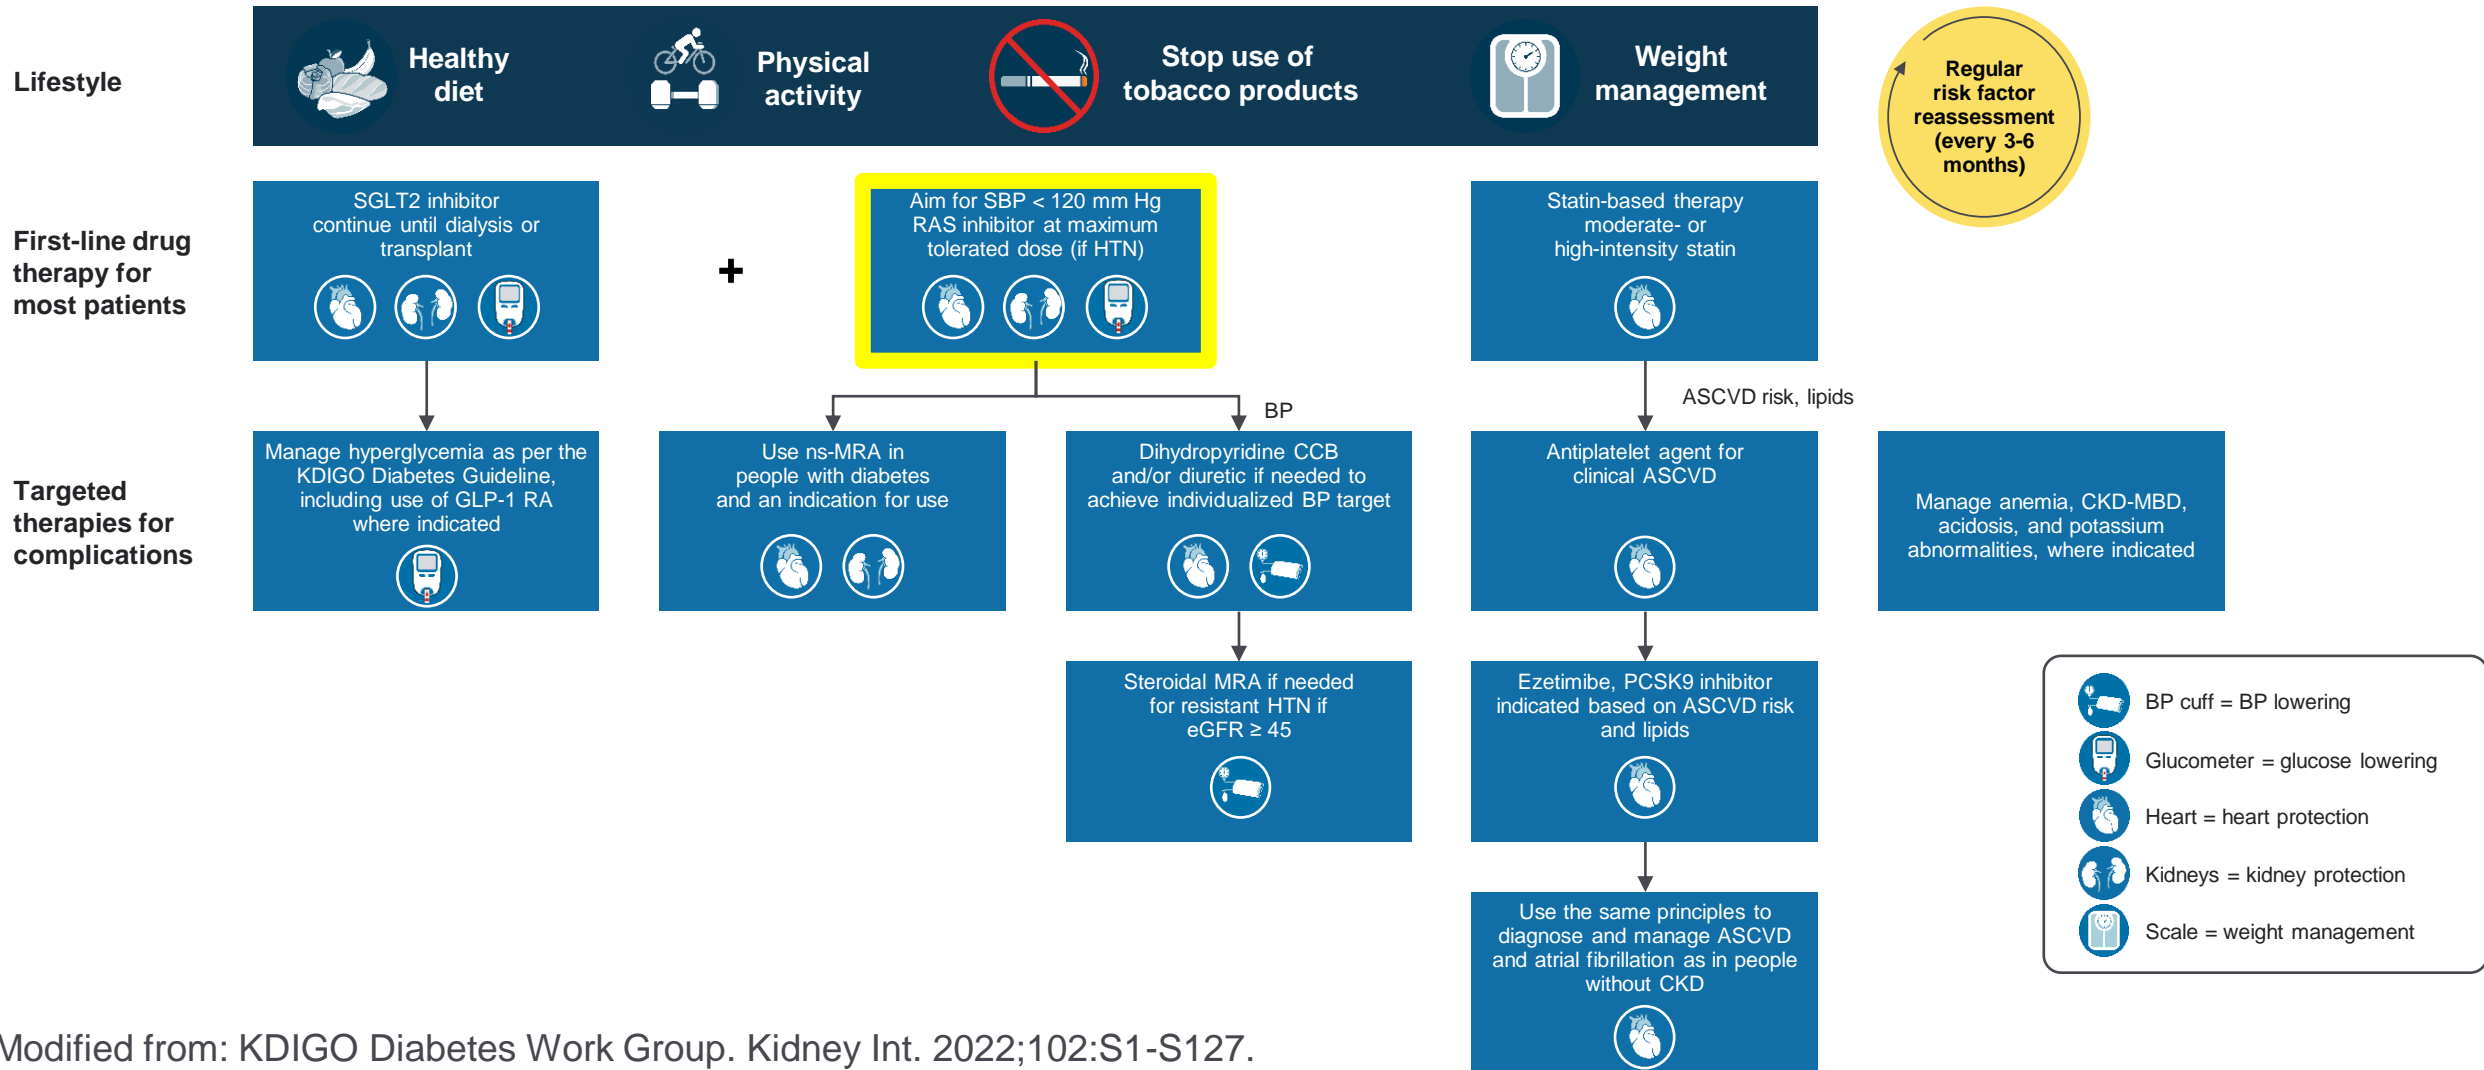 Lifestyle
Healthy
diet
Physical
activity
Stop use of
tobacco products
Weight
management
Regular
risk factor
reassessment
(every 3-6
months)
First-line drug
therapy for
most patients
SGLT2 inhibitor
continue until dialysis or
transplant
+
Aim for SBP < 120 mm Hg
RAS inhibitor at maximum
tolerated dose (if HTN)
Statin-based therapy
moderate- or
high-intensity statin
BP
ASCVD risk, lipids
Targeted
therapies for
complications
Manage hyperglycemia as per the
KDIGO Diabetes Guideline,
including use of GLP-1 RA
where indicated
Use ns-MRA in
people with diabetes
and an indication for use
Dihydropyridine CCB
and/or diuretic if needed to
achieve individualized BP target
Antiplatelet agent for
clinical ASCVD
Manage anemia, CKD-MBD,
acidosis, and potassium
abnormalities, where indicated
Steroidal MRA if needed
for resistant HTN if
eGFR ≥ 45
Ezetimibe, PCSK9 inhibitor
indicated based on ASCVD risk
and lipids
Use the same principles to
diagnose and manage ASCVD
and atrial fibrillation as in people
without CKD
BP cuff = BP lowering
Glucometer = glucose lowering
Heart = heart protection
Kidneys = kidney protection
Scale = weight management
Modified from: KDIGO Diabetes Work Group. Kidney Int. 2022;102:S1-S127.